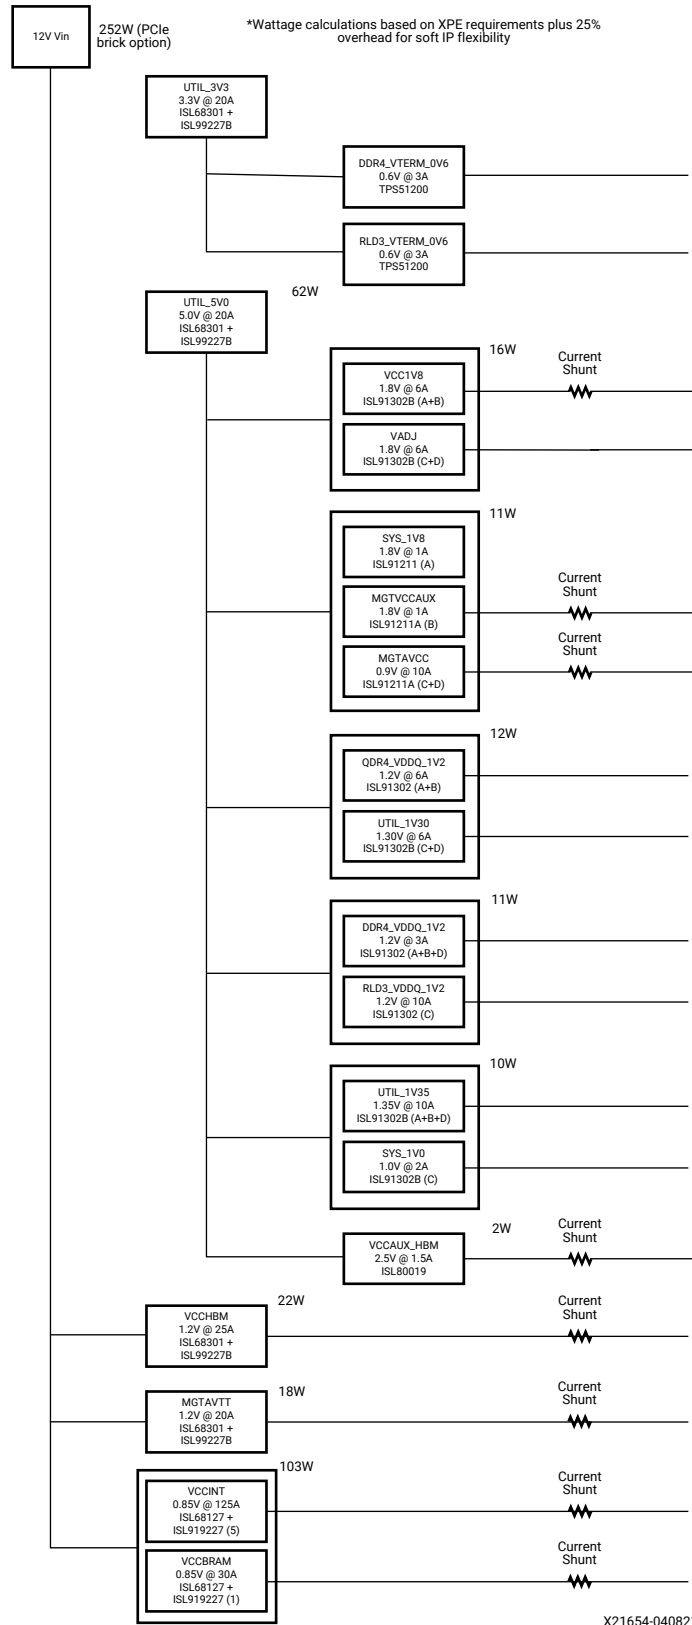 12V Vin
252W (PCIe
brick option)
*Wattage calculations based on XPE requirements plus 25%
overhead for soft IP flexibility
UTIL_3V3
3.3V @ 20A
ISL68301 +
ISL99227B
DDR4_VTERM_0V6
0.6V @ 3A
TPS51200
RLD3_VTERM_0V6
0.6V @ 3A
TPS51200
62W
UTIL_5V0
5.0V @ 20A
ISL68301 +
ISL99227B
16W
VCC1V8
1.8V @ 6A
ISL91302B (A+B)
Current
Shunt
VADJ
1.8V @ 6A
ISL91302B (C+D)
11W
SYS_1V8
1.8V @ 1A
ISL91211 (A)
MGTVCCAUX
1.8V @ 1A
ISL91211A (B)
Current
Shunt
MGTAVCC
0.9V @ 10A
ISL91211A (C+D)
Current
Shunt
12W
QDR4_VDDQ_1V2
1.2V @ 6A
ISL91302 (A+B)
UTIL_1V30
1.30V @ 6A
ISL91302B (C+D)
11W
DDR4_VDDQ_1V2
1.2V @ 3A
ISL91302 (A+B+D)
RLD3_VDDQ_1V2
1.2V @ 10A
ISL91302 (C)
10W
UTIL_1V35
1.35V @ 10A
ISL91302B (A+B+D)
SYS_1V0
1.0V @ 2A
ISL91302B (C)
2W
VCCAUX_HBM
2.5V @ 1.5A
ISL80019
Current
Shunt
22W
VCCHBM
1.2V @ 25A
ISL68301 +
ISL99227B
Current
Shunt
18W
MGTAVTT
1.2V @ 20A
ISL68301 +
ISL99227B
Current
Shunt
103W
VCCINT
0.85V @ 125A
ISL68127 +
ISL919227 (5)
Current
Shunt
VCCBRAM
0.85V @ 30A
ISL68127 +
ISL919227 (1)
Current
Shunt